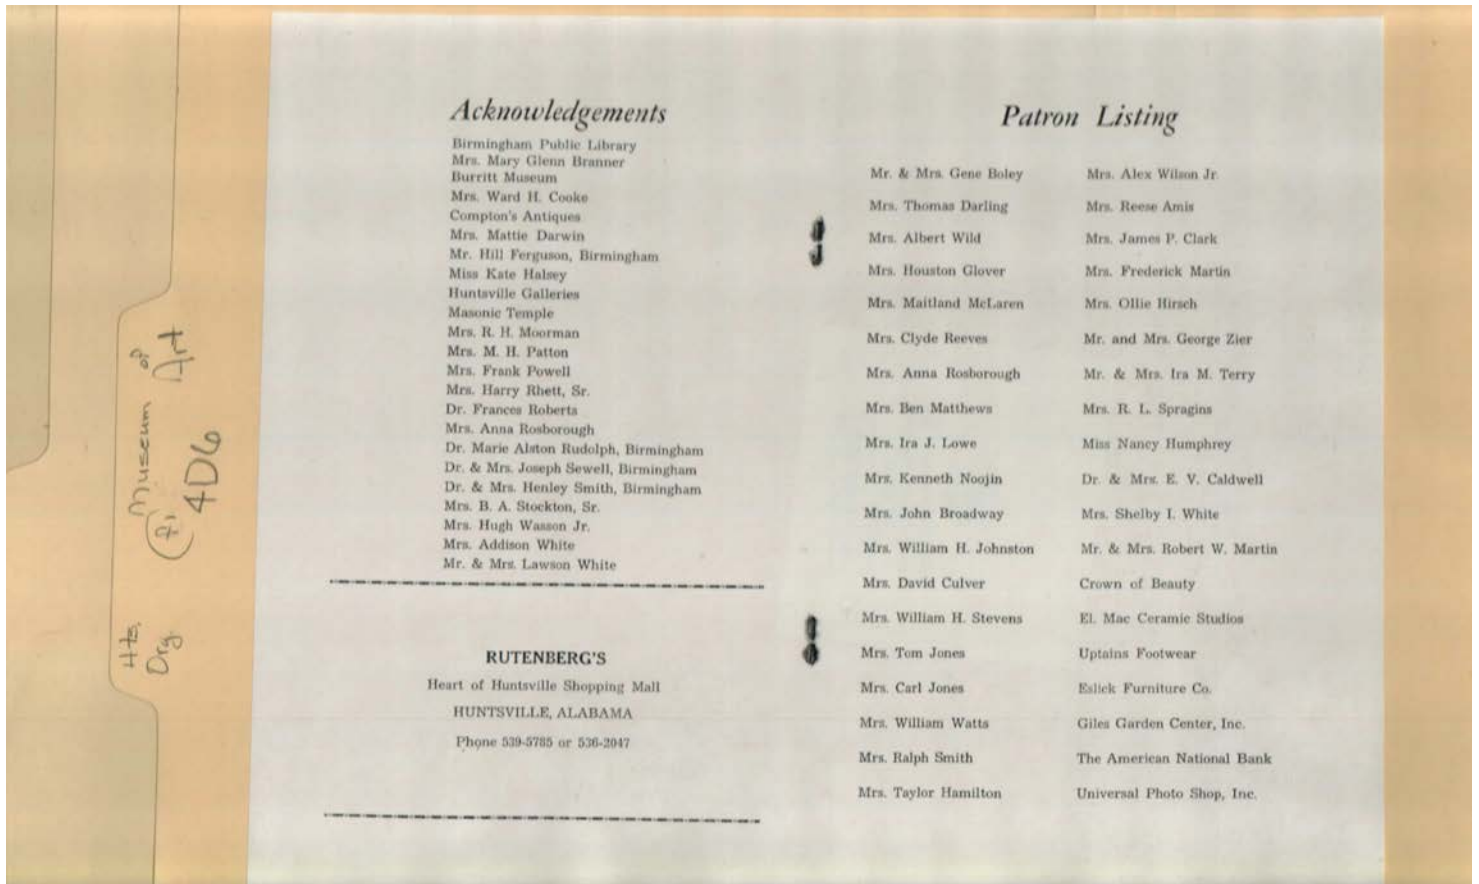 Acknowledgements
Birmingham Public Library
Mrs. Mary Glenn Branner
Burritt Museum
Mrs. Ward H. Cooke
Compton's Antiques
Mrs. Mattie Darwin
Mr. Hill Ferguson, Birmingham
Miss Kate Halsey
Huntsville Galleries
Masonic Temple
Mrs. R. H. Moorman
Mrs. M. H. Patton
Mrs. Frank Powell
Mrs. Harry Rhett, Sr.
Dr. Frances Roberts
Mrs. Anna Rosborough
Dr. Marie Alston Rudolph, Birmingham
Dr. & Mrs. Joseph Sewell, Birmingham
Dr. & Mrs. Henley Smith, Birmingham
Mrs. B. A. Stockton, Sr.
Mrs. Hugh Wasson Jr.
Mrs. Addison White
Mr. & Mrs. Lawson White
RUTENBERG'S
Heart of Huntsville Shopping Mall
HUNTSVILLE, ALABAMA
Phone 539-5785 or 536-2047
Patron Listing
Mr. & Mrs. Gene Boley
Mrs. Thomas Darling
Mrs. Albert Wild
Mrs. Houston Glover
Mrs. Maitland McLaren
Mrs. Clyde Reeves
Mrs. Anna Rosborough
Mrs. Ben Matthews
Mrs. Ira J. Lowe
Mrs. Kenneth Noojin
Mrs. John Broadway
Mrs. William H. Johnston
Mrs. David Culver
Mrs. William H. Stevens
Mrs. Tom Jones
Mrs. Carl Jones
Mrs. William Watts
Mrs. Ralph Smith
Mrs. Taylor Hamilton
Mrs. Alex Wilson Jr.
Mrs. Reese Amis
Mrs. James P. Clark
Mrs. Frederick Martin
Mrs. Ollie Hirsch
Mr. and Mrs. George Zier
Mr. & Mrs. Ira M. Terry
Mrs. R. L. Spragins
Miss Nancy Humphrey
Dr. & Mrs. E. V. Caldwell
Mrs. Shelby I. White
Mr. & Mrs. Robert W. Martin
Crown of Beauty
El. Mac Ceramic Studios
Uptains Footwear
Eslick Furniture Co.
Giles Garden Center, Inc.
The American National Bank
Universal Photo Shop, Inc.
Museum of
Art
4D6